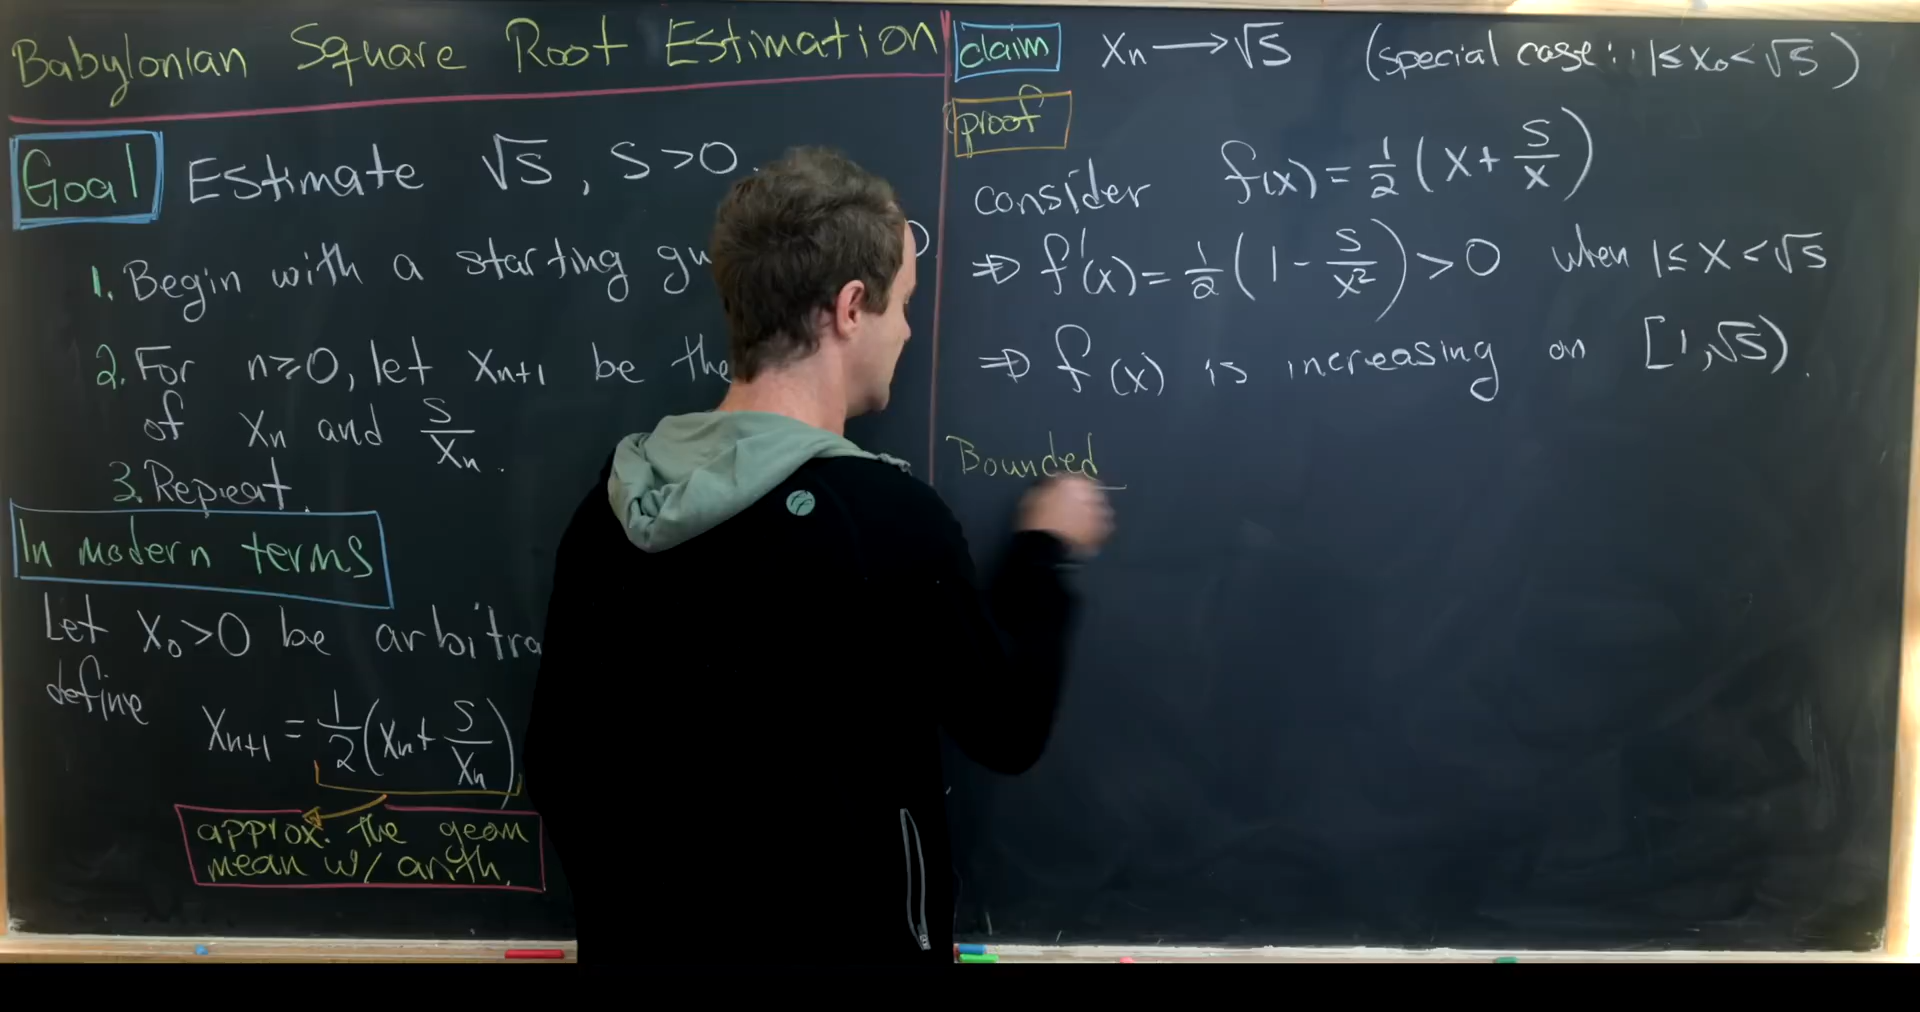 Babylonian Square Root Estimation
Goal Estimate √S, S>0.
1. Begin with a starting
2. For n≥0, let Xn+1 be the
of Xn and S/Xn.
3. Repeat.
In modern terms
Let X0>0 be
define
Xn+1 = 1/2(Xn+ S/Xn)
approx. the geom
mean w/ arith.
claim Xn ⟶ √S (special case: 1≤X0<√S)
proof
consider f(x)= 1/2(X+ S/X)
⇒ f'(x)= 1/2(1- S/X²)>0 when 1≤X<√S
⇒ f(x) is increasing on [1,√S).
Bounded